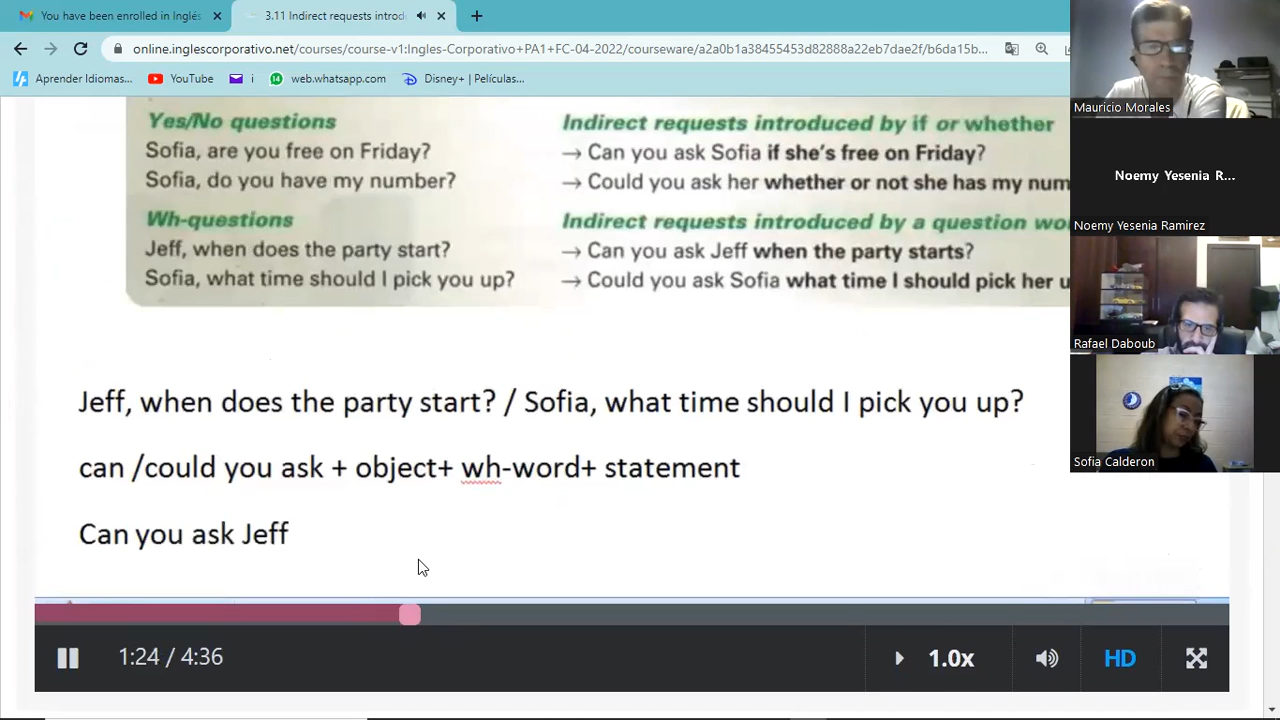 You have been enrolled in Inglés
3.11 Indirect requests introd
online.inglescorporativo.net/courses/course-v1:Ingles-Corporativo+PA1+FC-04-2022/courseware/a2a0b1a38455453d82888a22eb7dae2f/b6da15b...
Aprender Idiomas...
YouTube
i
14
web.whatsapp.com
Disney+ | Películas...
Yes/No questions
Indirect requests introduced by if or whether
Sofia, are you free on Friday?
→ Can you ask Sofia if she's free on Friday?
Sofia, do you have my number?
→ Could you ask her whether or not she has my num
Wh-questions
Indirect requests introduced by a question wo
Jeff, when does the party start?
→ Can you ask Jeff when the party starts?
Sofia, what time should I pick you up?
→ Could you ask Sofia what time I should pick her u
Jeff, when does the party start? / Sofia, what time should I pick you up?
can /could you ask + object+ wh-word+ statement
Can you ask Jeff
1:24 / 4:36
1.0x
HD
Mauricio Morales
Noemy Yesenia R...
Noemy Yesenia Ramirez
Rafael Daboub
Sofia Calderon